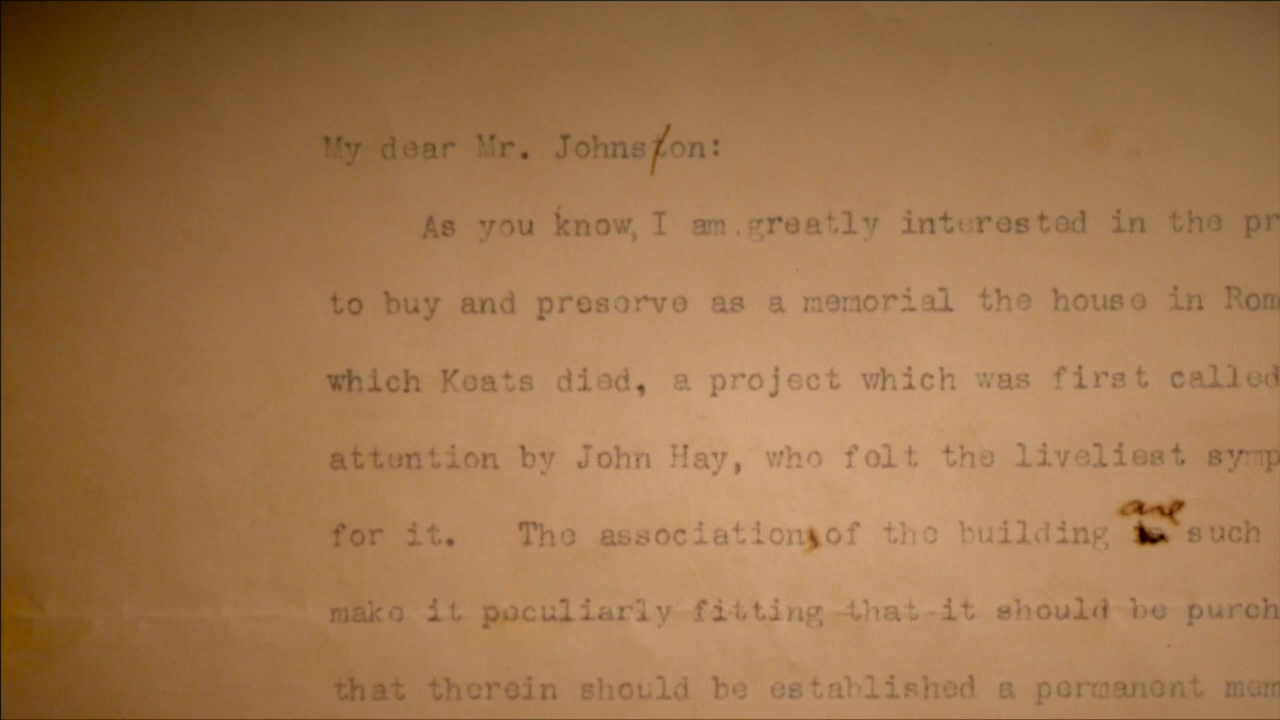 My dear Mr. Johnson:
As you know, I am greatly interested in the
to buy and preserve as a memorial the house in
which Keats died, a project which was first called
attention by John Hay, who felt the liveliest
for it. The associations of the building are such
make it peculiarly fitting that it should be
that therein should be established a permanent